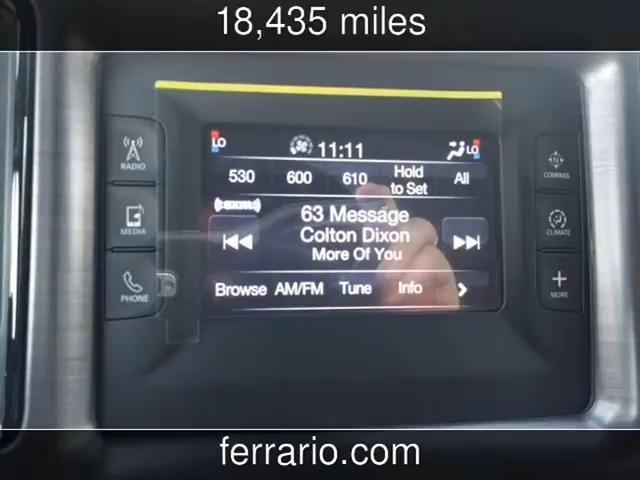 18,435 miles
LO 11:11 LO
530 600 610 Hold to Set All
RADIO
COMPASS
((SXM))
63 Message
Colton Dixon
More Of You
MEDIA
CLIMATE
Browse AM/FM Tune Info >
PHONE
MORE
ferrario.com